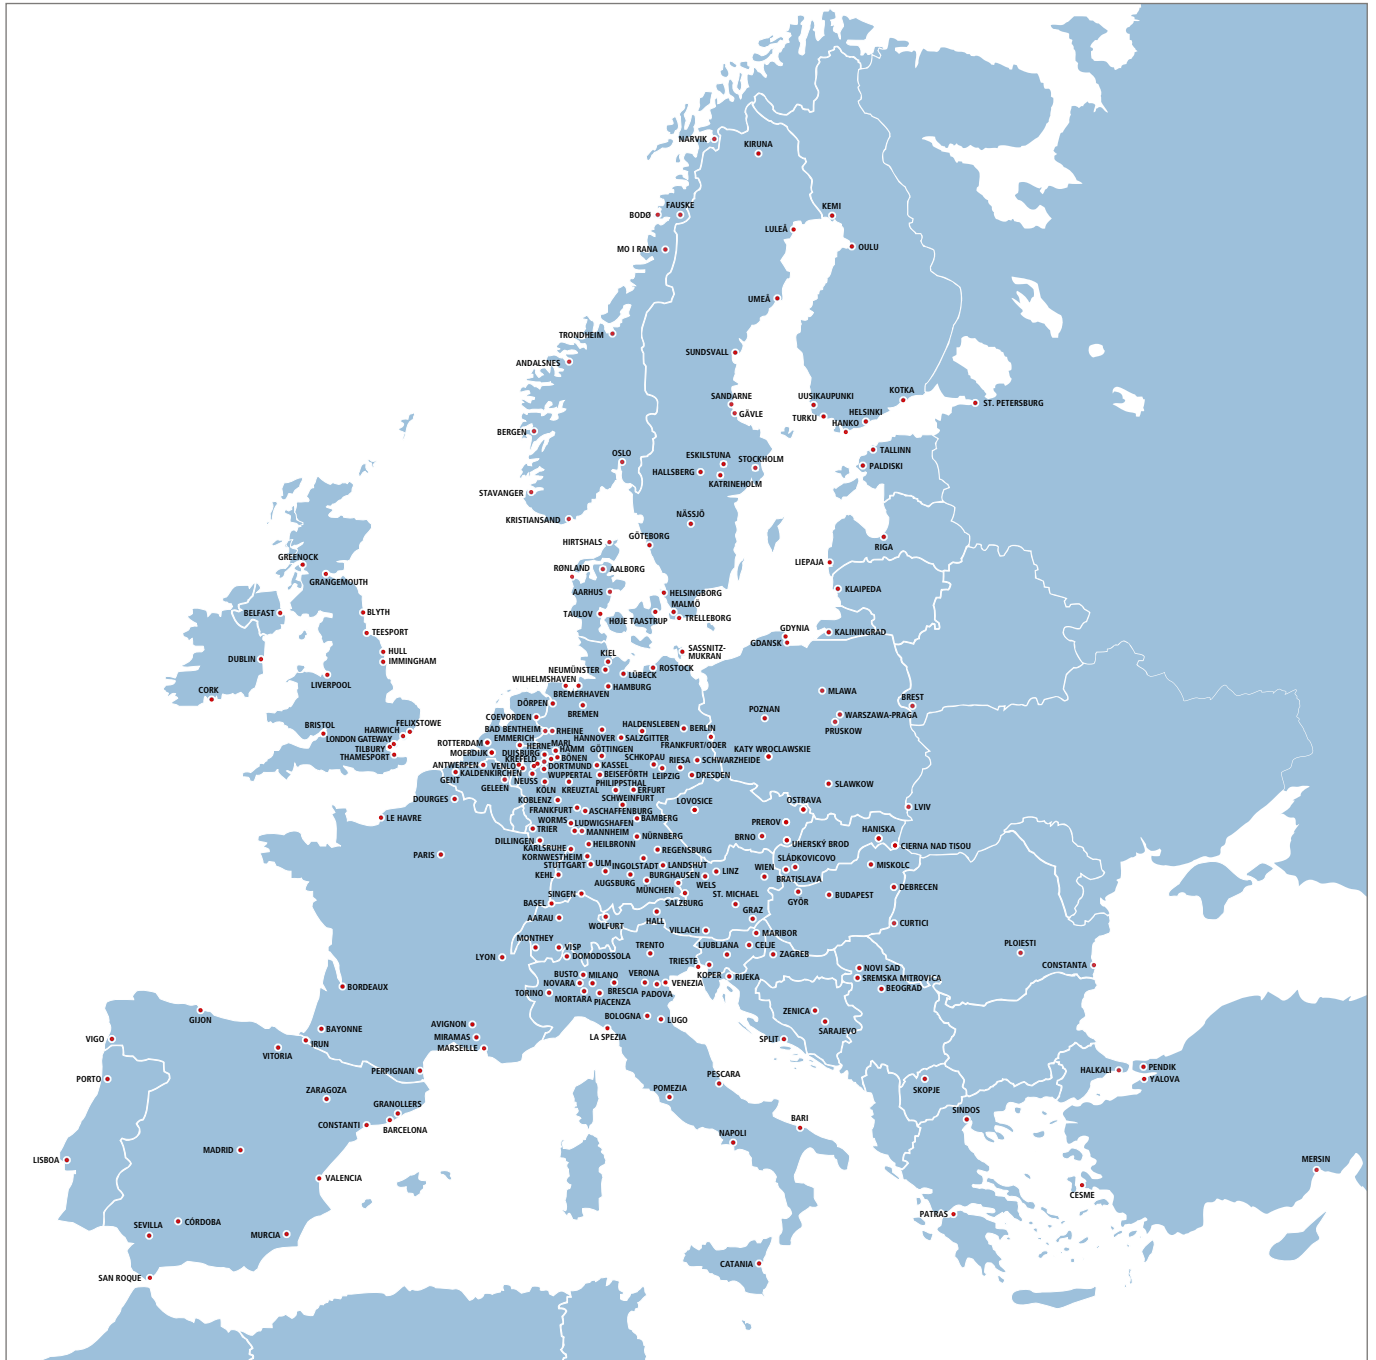 NARVIK
KIRUNA
BODØ
FAUSKE
KEMI
LULEÅ
OULU
MO I RANA
UMEÅ
TRONDHEIM
SUNDSVALL
ANDALSNES
SANDARNE
GÄVLE
UUSIKAUPUNKI
KOTKA
ST. PETERSBURG
TURKU
HELSINKI
HANKO
BERGEN
TALLINN
PALDISKI
OSLO
ESKILSTUNA
STOCKHOLM
HALLSBERG
KATRINEHOLM
STAVANGER
KRISTIANSAND
NÄSSJÖ
HIRTSHALS
GÖTEBORG
RIGA
LIEPAJA
GREENOCK
GRANGEMOUTH
RØNLAND
AALBORG
AARHUS
HELSINGBORG
KLAIPEDA
BELFAST
BLYTH
TAULOV
MALMÖ
HØJE TAASTRUP
TRELLEBORG
TEESPORT
GDYNIA
KALININGRAD
GDANSK
HULL
IMMINGHAM
DUBLIN
KIEL
SASSNITZ-
MUKRAN
NEUMÜNSTER
ROSTOCK
LÜBECK
LIVERPOOL
WILHELMSHAVEN
HAMBURG
BREMERHAVEN
CORK
MLAWA
BREST
DÖRPEN
BREMEN
COEVORDEN
POZNAN
WARSZAWA-PRAGA
PRUSKOW
BRISTOL
FELIXSTOWE
HARWICH
LONDON GATEWAY
TILBURY
THAMESPORT
BAD BENTHEIM
RHEINE
HALDENSLEBEN
BERLIN
EMMERICH
HANNOVER
SALZGITTER
FRANKFURT/ODER
ROTTERDAM
MOERDIJK
MARL
HERNE
HAMM
DUISBURG
GÖTTINGEN
KATY WROCLAWSKIE
KREFELD
BÖNEN
SCHKOPAU
RIESA
SCHWARZHEIDE
ANTWERPEN
VENLO
DORTMUND
KASSEL
LEIPZIG
GENT
KALDENKIRCHEN
WUPPERTAL
BEISEFÖRTH
DRESDEN
NEUSS
PHILIPPSTHAL
GELEEN
KÖLN
KREUZTAL
ERFURT
SLAWKOW
DOURGES
KOBLENZ
SCHWEINFURT
LOVOSICE
OSTRAVA
LVIV
FRANKFURT
ASCHAFFENBURG
LE HAVRE
WORMS
LUDWIGSHAFEN
BAMBERG
PREROV
TRIER
MANNHEIM
NÜRNBERG
BRNO
HANISKA
DILLINGEN
HEILBRONN
UHERSKÝ BROD
CIERNA NAD TISOU
KARLSRUHE
REGENSBURG
PARIS
KORNWESTHEIM
SLÁDKOVICOVO
STUTTGART
ULM
INGOLSTADT
LANDSHUT
MISKOLC
KEHL
BURGHAUSEN
LINZ
WIEN
AUGSBURG
BRATISLAVA
MÜNCHEN
WELS
DEBRECEN
SINGEN
ST. MICHAEL
BUDAPEST
BASEL
SALZBURG
GYÖR
AARAU
GRAZ
WOLFURT
HALL
CURTICI
VILLACH
MARIBOR
MONTHEY
VISP
TRENTO
LJUBLJANA
CELJE
PLOIESTI
LYON
DOMODOSSOLA
ZAGREB
TRIESTE
CONSTANTA
BUSTO
MILANO
VERONA
KOPER
RIJEKA
NOVI SAD
NOVARA
VENEZIA
SREMSKA MITROVICA
BORDEAUX
TORINO
BRESCIA
PADOVA
BEOGRAD
MORTARA
PIACENZA
ZENICA
GIJON
BOLOGNA
LUGO
AVIGNON
SARAJEVO
BAYONNE
LA SPEZIA
MIRAMAS
SPLIT
VIGO
IRUN
MARSEILLE
VITORIA
PERPIGNAN
HALKALI
PENDIK
PORTO
PESCARA
YALOVA
ZARAGOZA
POMEZIA
SKOPJE
GRANOLLERS
SINDOS
CONSTANTI
BARCELONA
BARI
NAPOLI
MADRID
LISBOA
MERSIN
VALENCIA
CESME
PATRAS
CÓRDOBA
SEVILLA
MURCIA
CATANIA
SAN ROQUE